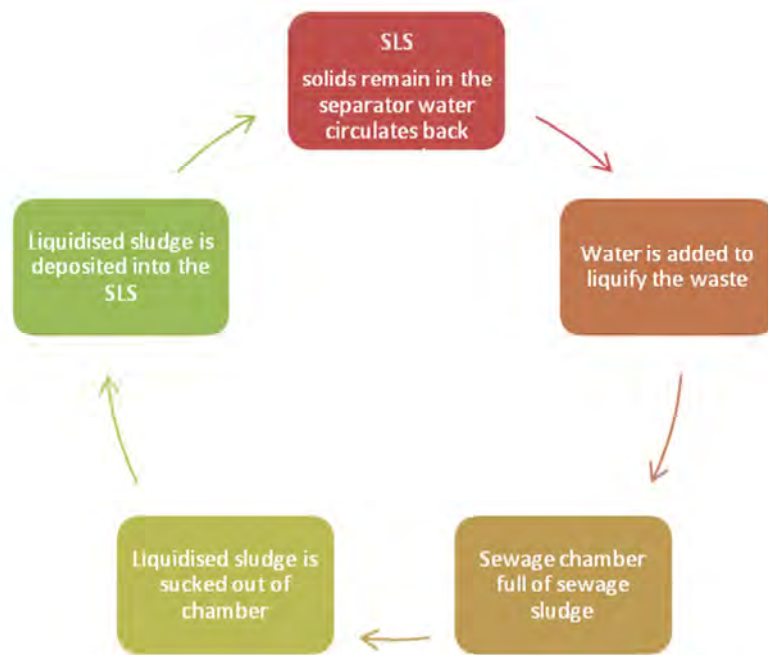 SLS
solids remain in the
separator water
circulates back
Water is added to
liquify the waste
Sewage chamber
full of sewage
sludge
Liquidised sludge is
sucked out of
chamber
Liquidised sludge is
deposited into the
SLS